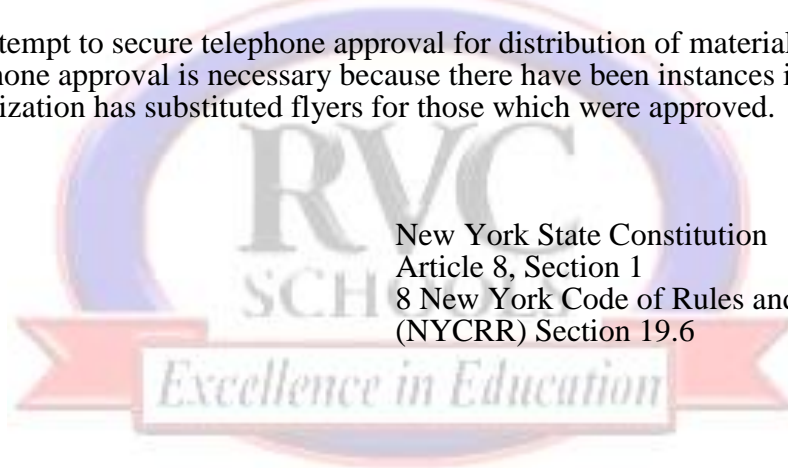 tempt to secure telephone approval for distribution of material
hone approval is necessary because there have been instances i
ization has substituted flyers for those which were approved.
RVC
SCHOOLS
New York State Constitution
Article 8, Section 1
8 New York Code of Rules and
(NYCRR) Section 19.6
Excellence in Education